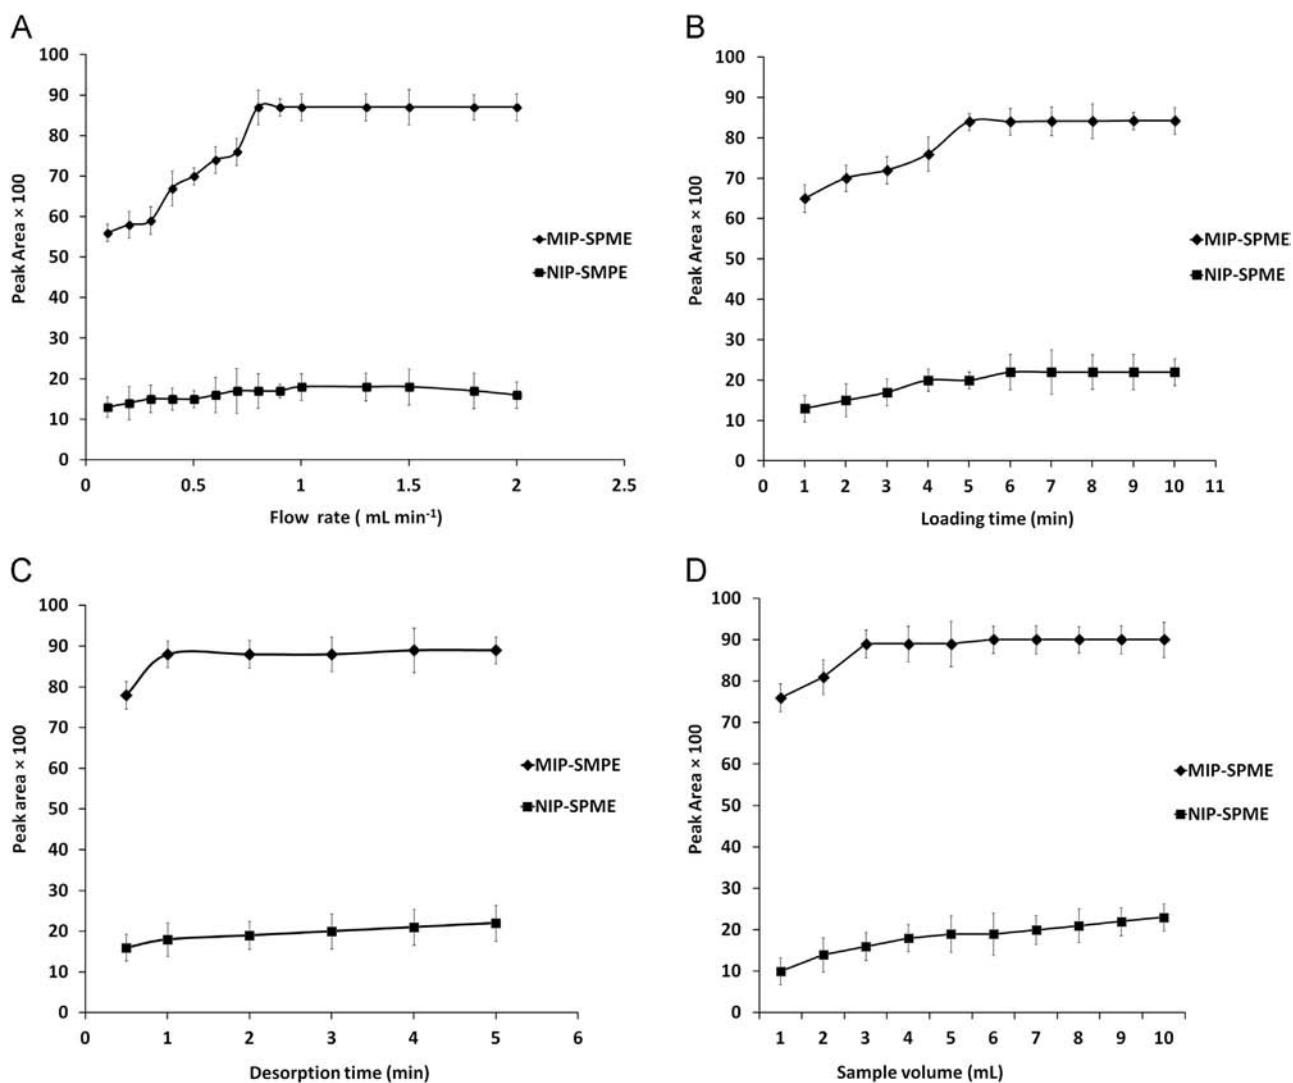 A
100
90
80
70
60
50
40
30
20
10
0
Peak Area × 100
MIP-SPME
NIP-SMPE
0 0.5 1 1.5 2 2.5
Flow rate ( mL min⁻¹)
B
100
90
80
70
60
50
40
30
20
10
0
Peak Area × 100
MIP-SPME
NIP-SPME
0 1 2 3 4 5 6 7 8 9 10 11
Loading time (min)
C
100
90
80
70
60
50
40
30
20
10
0
Peak area × 100
MIP-SMPE
NIP-SPME
0 1 2 3 4 5 6
Desorption time (min)
D
100
90
80
70
60
50
40
30
20
10
0
Peak Area × 100
MIP-SPME
NIP-SPME
1 2 3 4 5 6 7 8 9 10
Sample volume (mL)